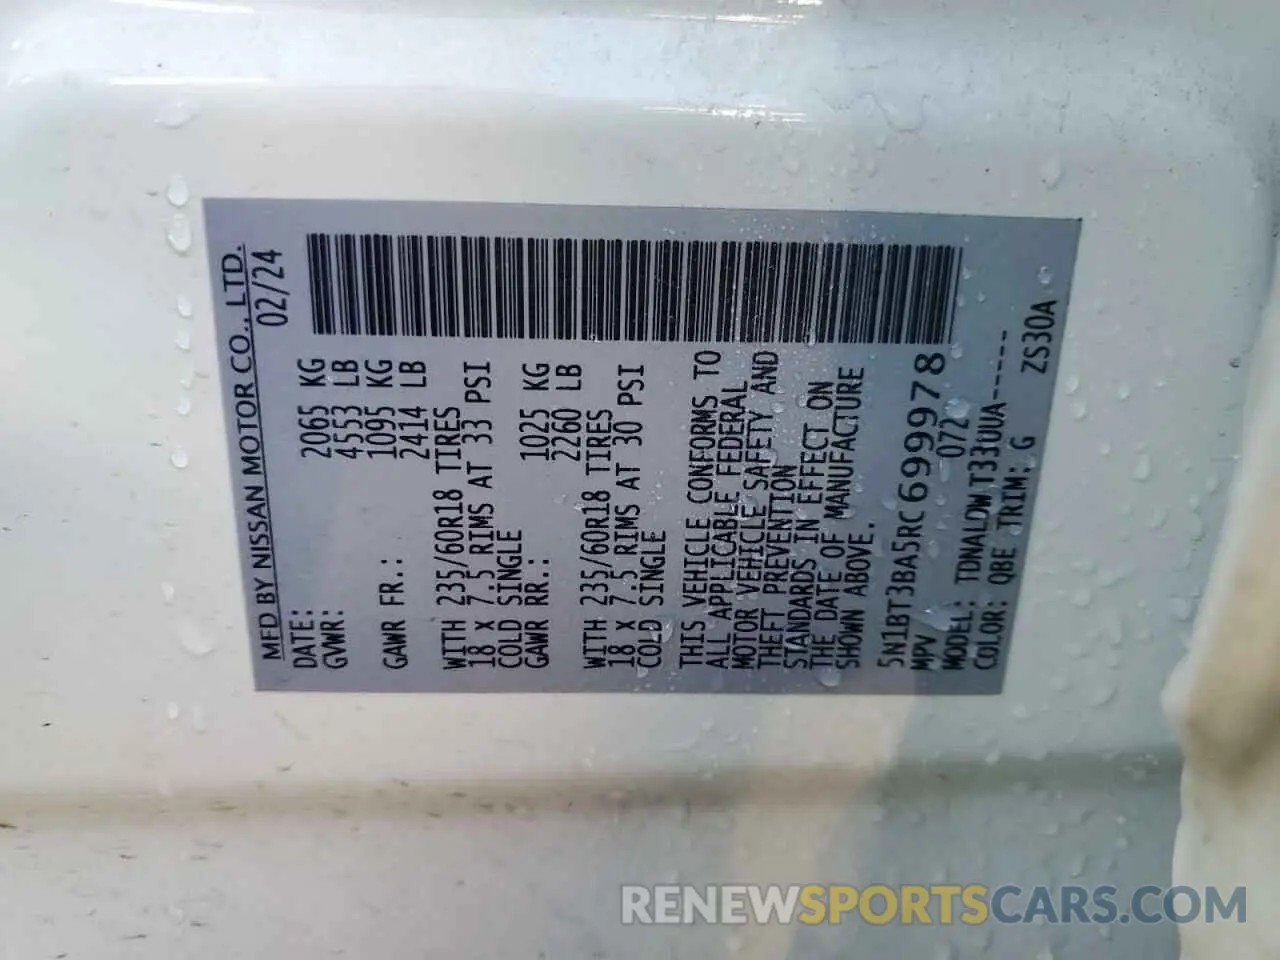 MFD BY NISSAN MOTOR CO., LTD.
DATE: 02/24
GVWR: 2065 KG
4553 LB
GAWR FR.: 1095 KG
2414 LB
WITH 235/60R18 TIRES
18 X 7.5 RIMS AT 33 PSI
COLD SINGLE
GAWR RR.: 1025 KG
2260 LB
WITH 235/60R18 TIRES
18 X 7.5 RIMS AT 30 PSI
COLD SINGLE
THIS VEHICLE CONFORMS TO
ALL APPLICABLE FEDERAL
MOTOR VEHICLE SAFETY AND
THEFT PREVENTION
STANDARDS IN EFFECT ON
THE DATE OF MANUFACTURE
SHOWN ABOVE.
5N1BT3BA5RC699978
MPV 072
MODEL: TDNALDW T33UUA-----
COLOR: QBE TRIM: G ZS30A
RENEWSPORTSCARS.COM